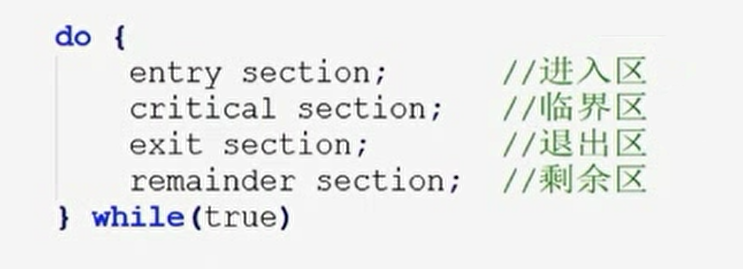 do {
    entry section;        //进入区
    critical section;     //临界区
    exit section;         //退出区
    remainder section;  //剩余区
} while(true)